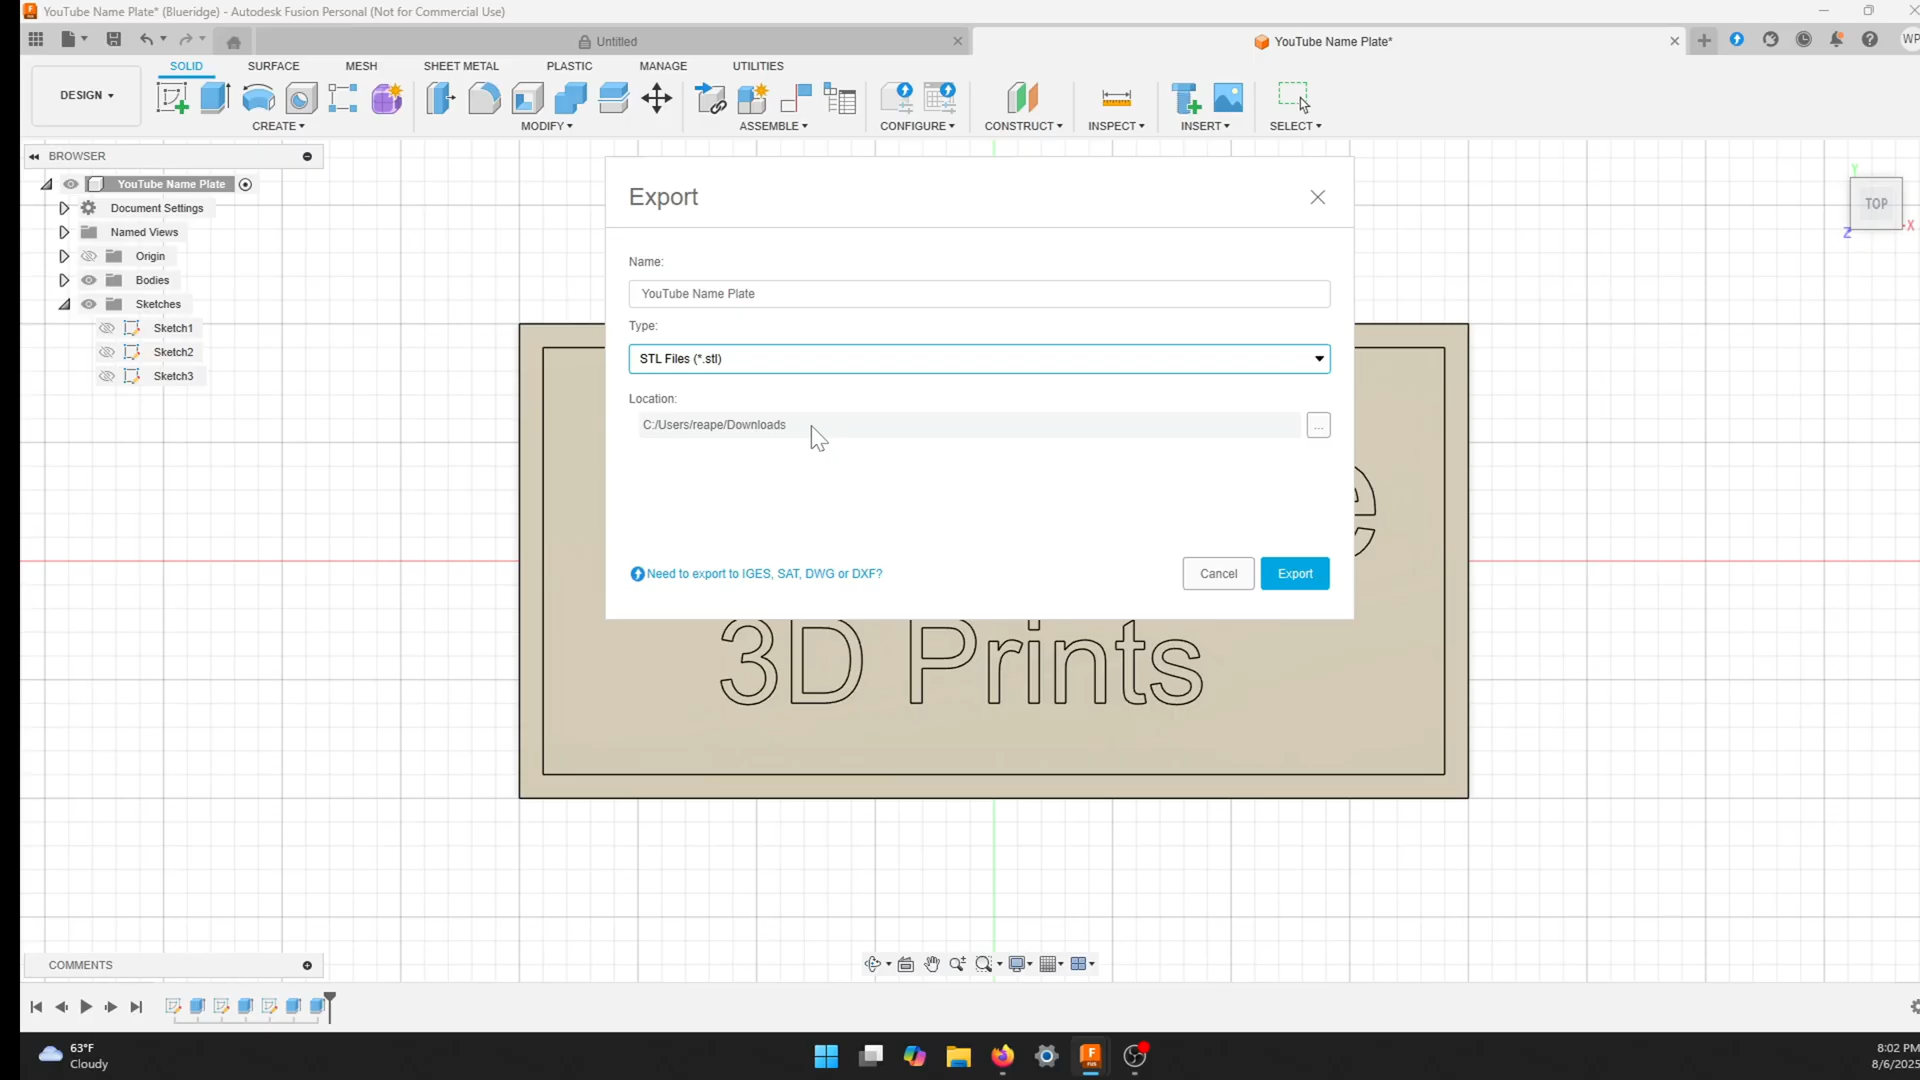 YouTube Name Plate* (Blueridge) - Autodesk Fusion Personal (Not for Commercial Use)
Untitled
YouTube Name Plate*
WP
SOLID
SURFACE
MESH
SHEET METAL
PLASTIC
MANAGE
UTILITIES
DESIGN
CREATE
MODIFY
ASSEMBLE
CONFIGURE
CONSTRUCT
INSPECT
INSERT
SELECT
BROWSER
YouTube Name Plate
Document Settings
Named Views
Origin
Bodies
Sketches
Sketch1
Sketch2
Sketch3
TOP
Y
X
Z
Export
Name:
YouTube Name Plate
Type:
STL Files (*.stl)
Location:
C:/Users/reape/Downloads
...
Need to export to IGES, SAT, DWG or DXF?
Cancel
Export
e
3D Prints
COMMENTS
63°F
Cloudy
8:02 PM
8/6/2025